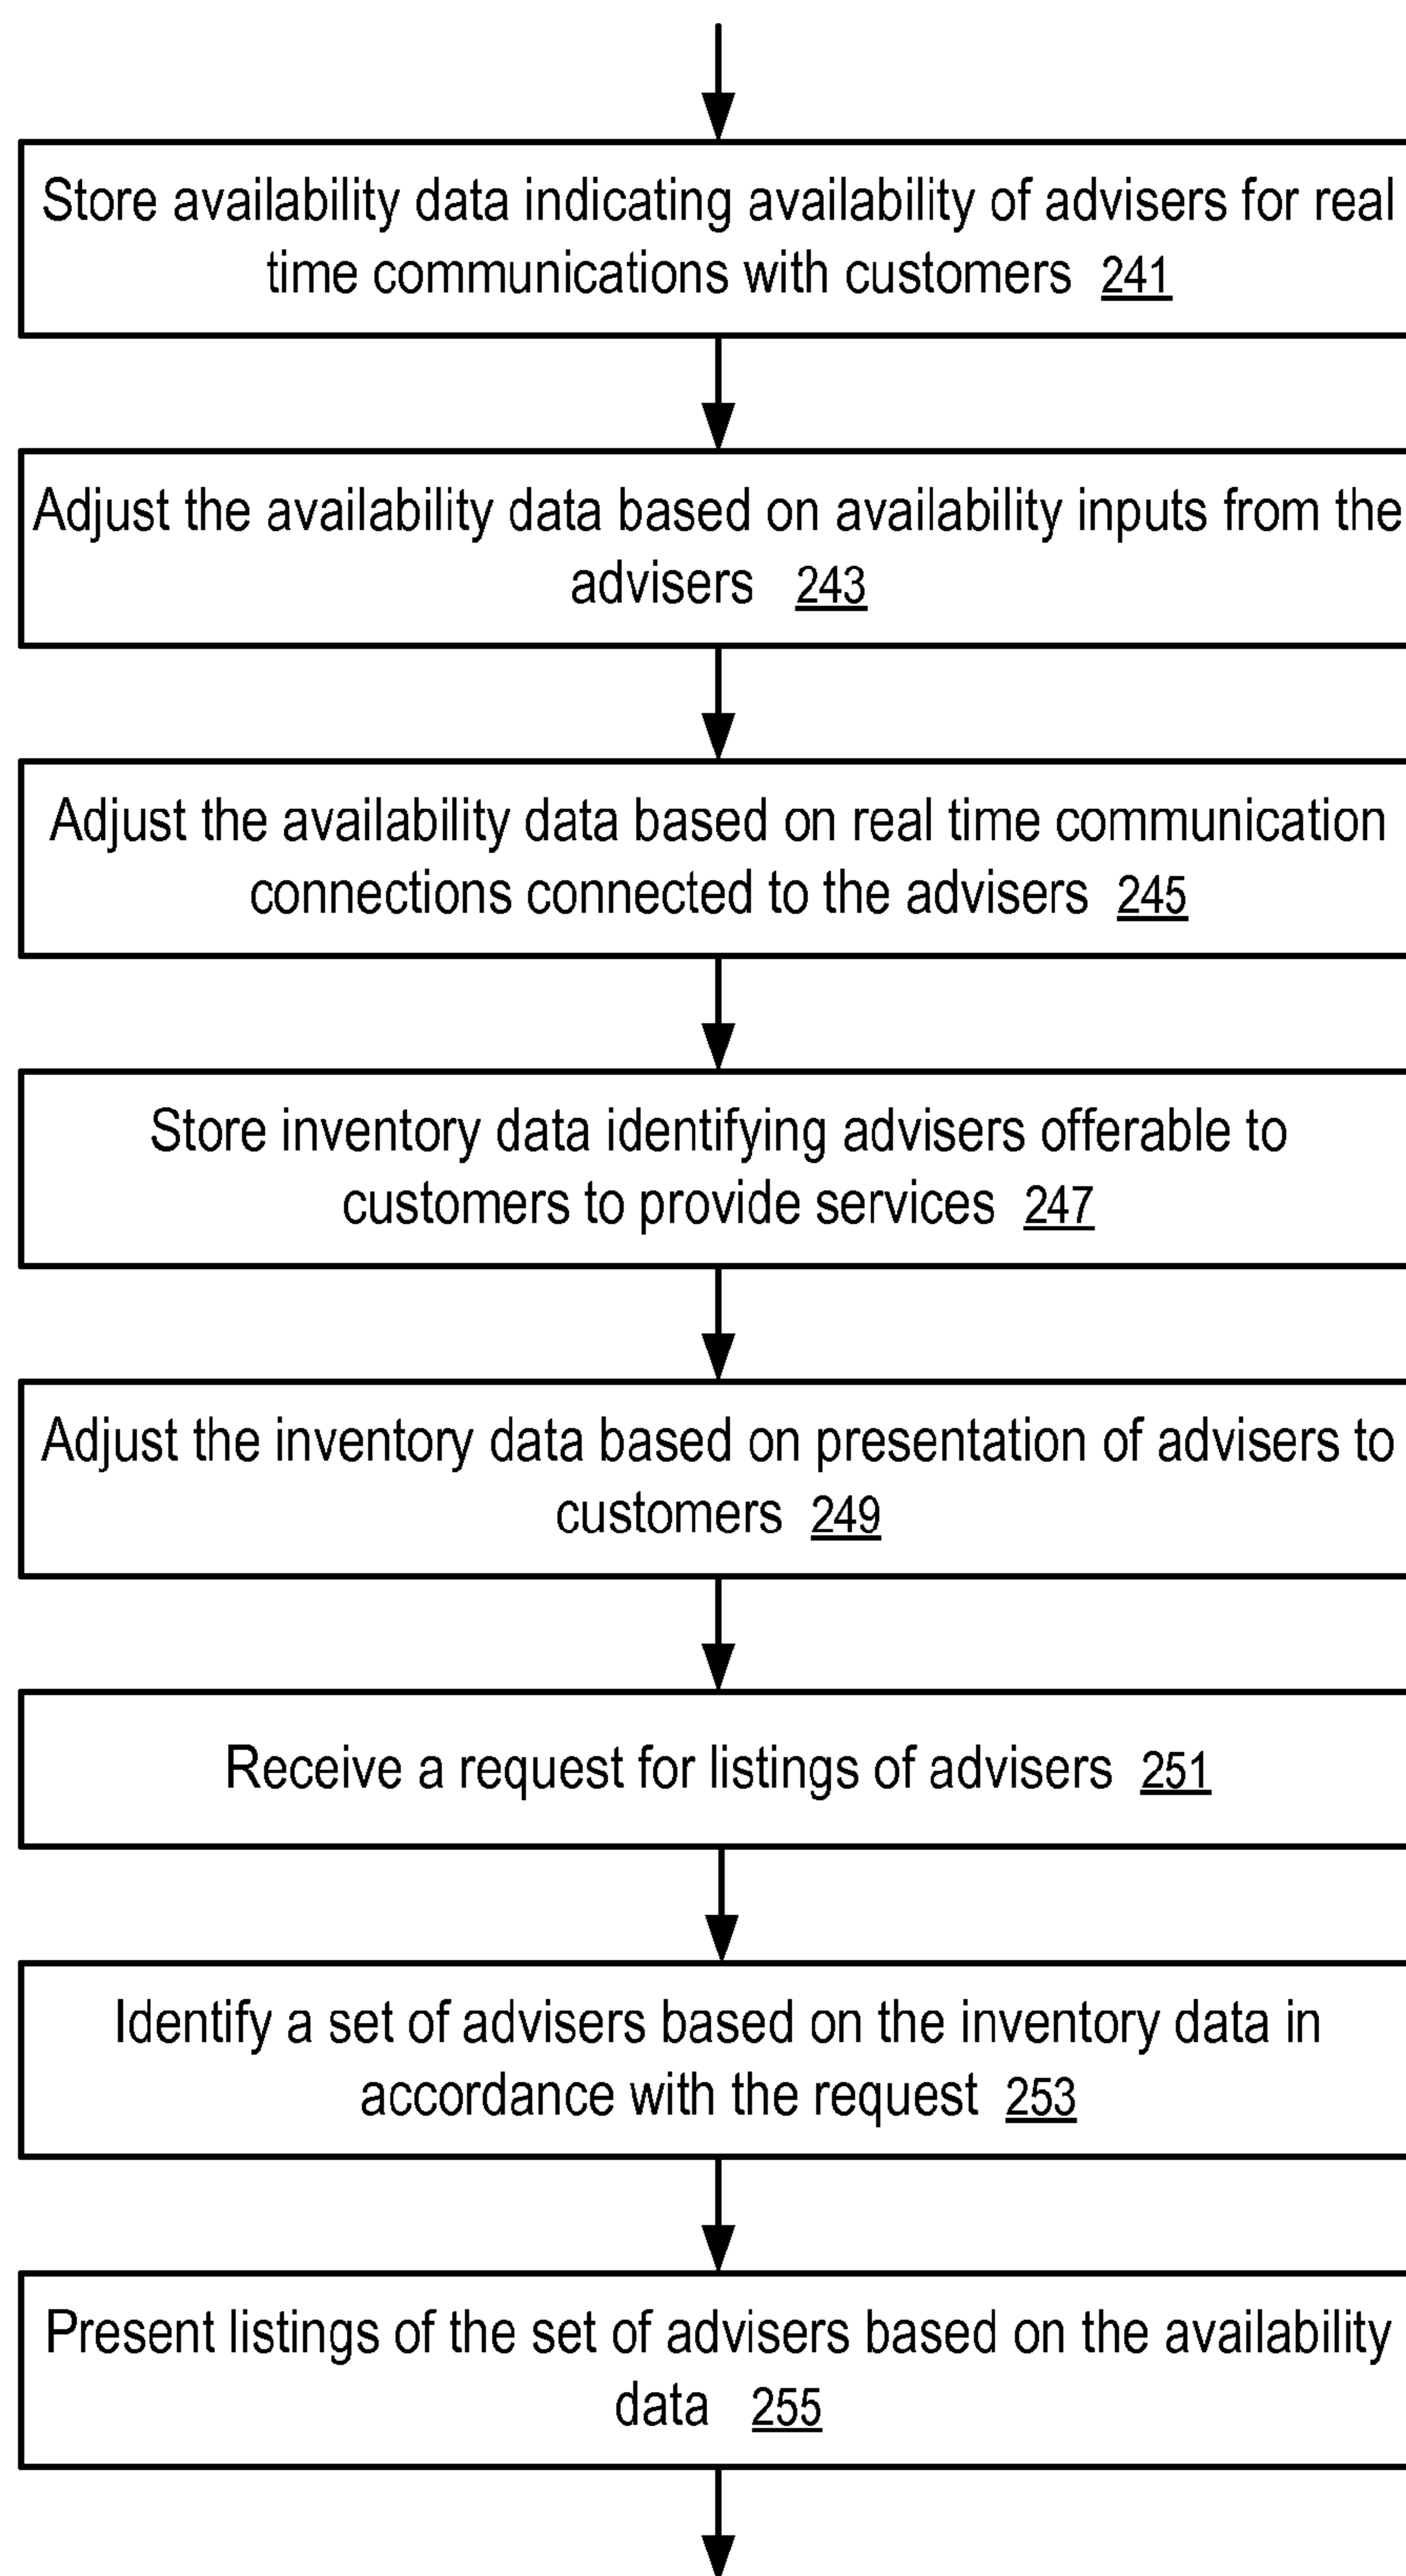 Store availability data indicating availability of advisers for real
time communications with customers 241
Adjust the availability data based on availability inputs from the
advisers 243
Adjust the availability data based on real time communication
connections connected to the advisers 245
Store inventory data identifying advisers offerable to
customers to provide services 247
Adjust the inventory data based on presentation of advisers to
customers 249
Receive a request for listings of advisers 251
Identify a set of advisers based on the inventory data in
accordance with the request 253
Present listings of the set of advisers based on the availability
data 255